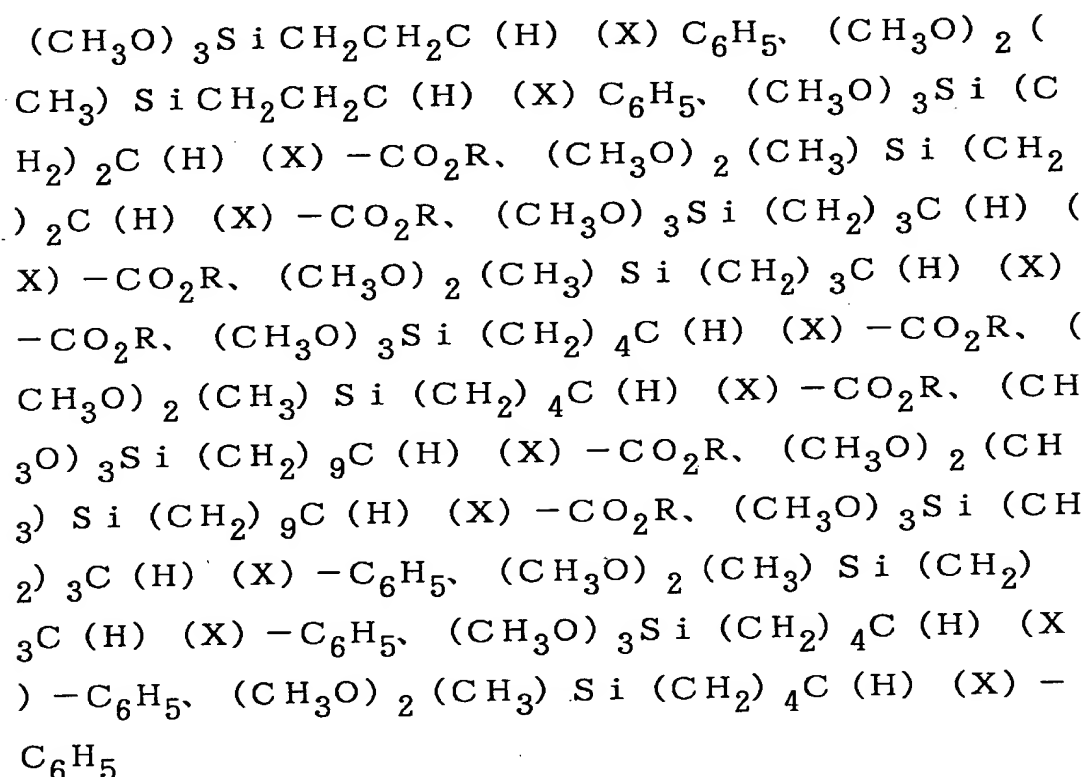 (CH₃O)₃SiCH₂CH₂C(H)(X)C₆H₅、(CH₃O)₂(
CH₃)SiCH₂CH₂C(H)(X)C₆H₅、(CH₃O)₃Si(C
H₂)₂C(H)(X)−CO₂R、(CH₃O)₂(CH₃)Si(CH₂
)₂C(H)(X)−CO₂R、(CH₃O)₃Si(CH₂)₃C(H)(
X)−CO₂R、(CH₃O)₂(CH₃)Si(CH₂)₃C(H)(X)
−CO₂R、(CH₃O)₃Si(CH₂)₄C(H)(X)−CO₂R、(
CH₃O)₂(CH₃)Si(CH₂)₄C(H)(X)−CO₂R、(CH
₃O)₃Si(CH₂)₉C(H)(X)−CO₂R、(CH₃O)₂(CH
₃)Si(CH₂)₉C(H)(X)−CO₂R、(CH₃O)₃Si(CH
₂)₃C(H)(X)−C₆H₅、(CH₃O)₂(CH₃)Si(CH₂)
₃C(H)(X)−C₆H₅、(CH₃O)₃Si(CH₂)₄C(H)(X
)−C₆H₅、(CH₃O)₂(CH₃)Si(CH₂)₄C(H)(X)−
C₆H₅